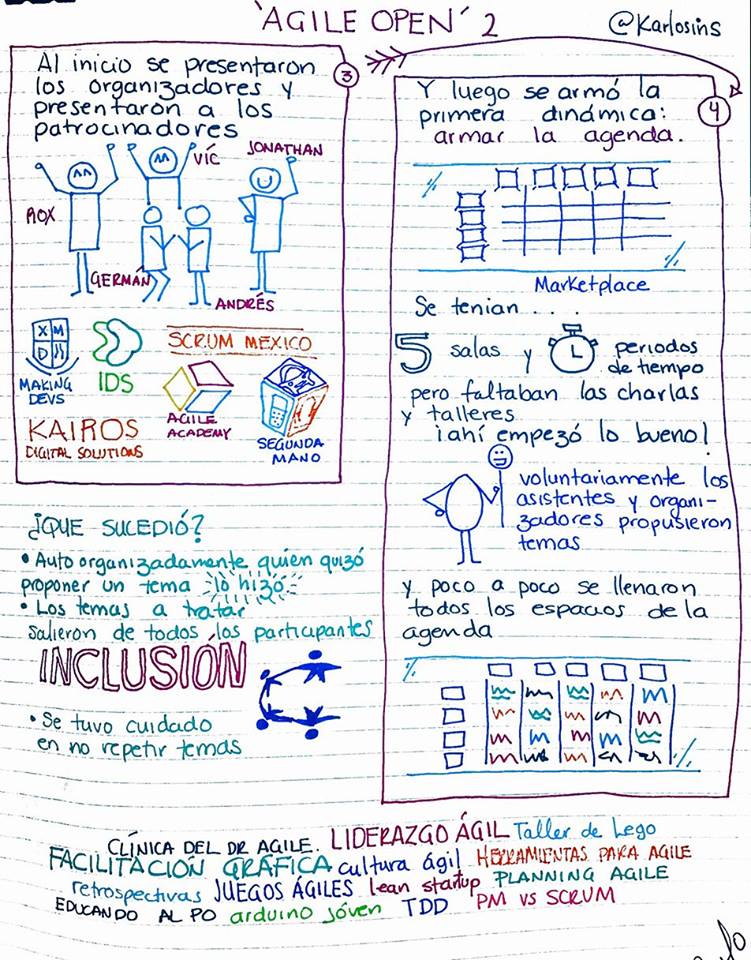 'AGILE OPEN' 2
@Karlosins
3
Al inicio se presentaron
los organizadores y
presentaron a los
patrocinadores
ROX
VÍC
JONATHAN
GERMÁN
ANDRÉS
XM
D
MAKING
DEVS
IDS
SCRUM MEXICO
AGILE
ACADEMY
SEGUNDA
MANO
KAIROS
DIGITAL SOLUTIONS
¿QUE SUCEDIÓ?
• Auto organizadamente quien quizó
proponer un tema lo hizó
• Los temas a tratar
salieron de todos los participantes
INCLUSIÓN
• Se tuvo cuidado
en no repetir temas
4
Y luego se armó la
primera dinámica:
armar la agenda.
Marketplace
Se tenian . . .
5 salas y periodos
de tiempo
pero faltaban las charlas
y talleres
¡ahí empezó lo bueno!
voluntariamente los
asistentes y organi-
zadores propusieron
temas
y poco a poco se llenaron
todos los espacios de la
agenda
CLÍNICA DEL DR AGILE. LIDERAZGO ÁGIL Taller de Lego
FACILITACIÓN GRÁFICA cultura ágil HERRAMIENTAS PARA AGILE
retrospectivas JUEGOS ÁGILES lean startup PLANNING AGILE
EDUCANDO AL PO arduino jóven TDD PM VS SCRUM